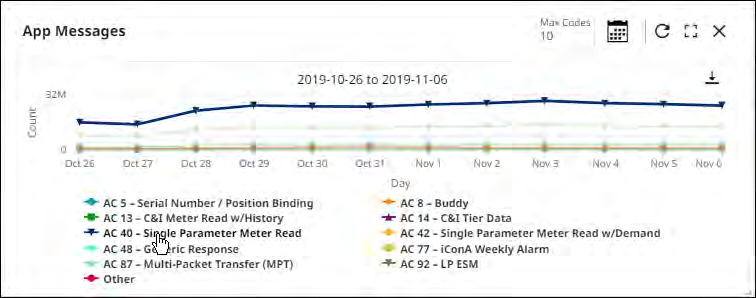 App Messages
Max Codes
10
2019-10-26 to 2019-11-06
32M
Count
0
Oct 26 Oct 27 Oct 28 Oct 29 Oct 30 Oct 31 Nov 1 Nov 2 Nov 3 Nov 4 Nov 5 Nov 6
Day
AC 5 – Serial Number / Position Binding AC 8 – Buddy
AC 13 – C&I Meter Read w/History AC 14 – C&I Tier Data
AC 40 – Single Parameter Meter Read AC 42 – Single Parameter Meter Read w/Demand
AC 48 – Generic Response AC 77 – iConA Weekly Alarm
AC 87 – Multi-Packet Transfer (MPT) AC 92 – LP ESM
Other